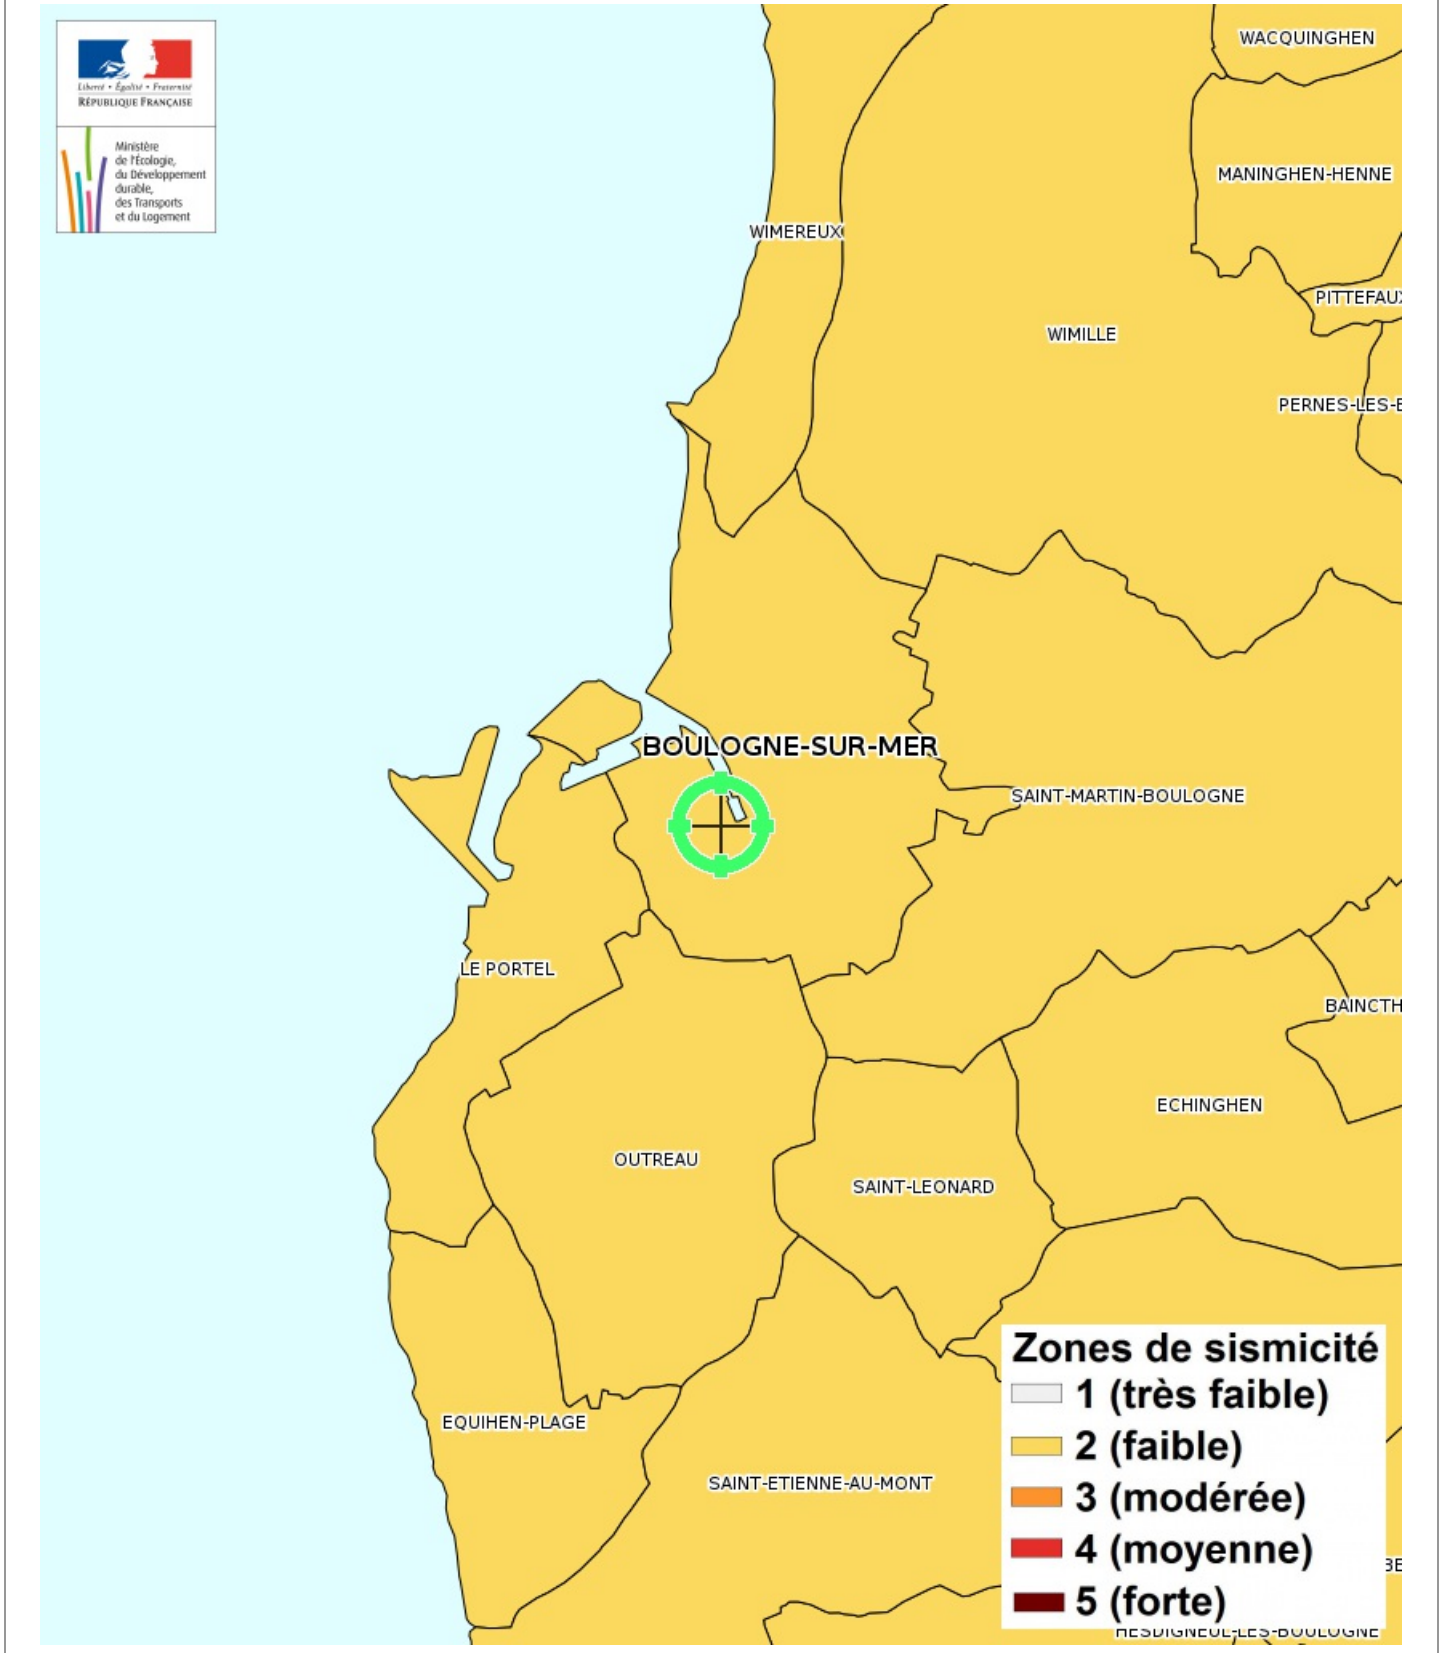 Liberté • Égalité • Fraternité
RÉPUBLIQUE FRANÇAISE
Ministère
de l'Écologie,
du Développement
durable,
des Transports
et du Logement
WACQUINGHEN
MANINGHEN-HENNE
WIMEREUX
PITTEFAUX
WIMILLE
PERNES-LES-B
BOULOGNE-SUR-MER
SAINT-MARTIN-BOULOGNE
LE PORTEL
BAINCTH
ECHINGHEN
OUTREAU
SAINT-LEONARD
EQUIHEN-PLAGE
SAINT-ETIENNE-AU-MONT
Zones de sismicité
1 (très faible)
2 (faible)
3 (modérée)
4 (moyenne)
5 (forte)
HESDIGNEUL-LES-BOULOGNE